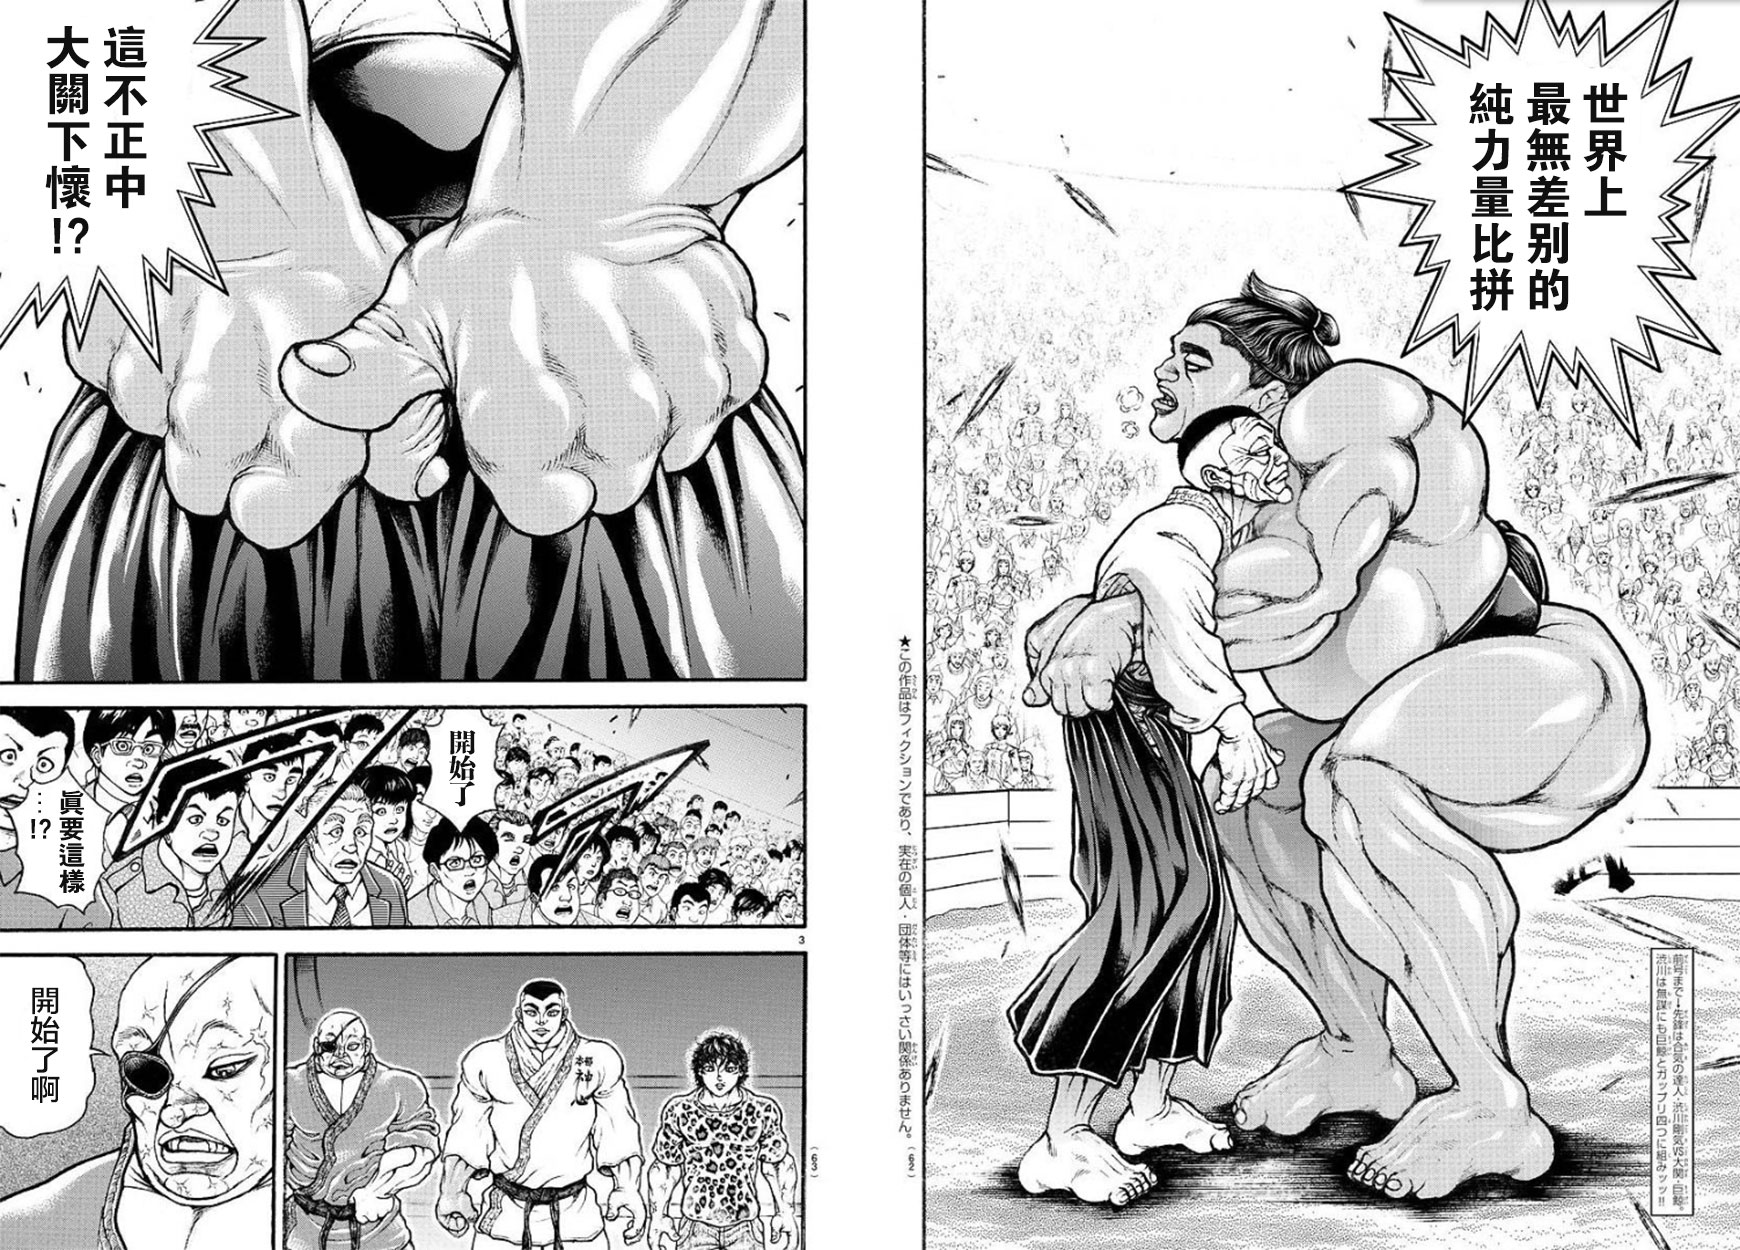 世界上
最無差別的
純力量比拼
前号まで→先鋒は合気の達人・渋川剛気VS大関・巨鯨。
渋川は無謀にも巨鯨とガップリ四つに組みッッ!!
★この作品はフィクションであり、実在の個人・団体等にはいっさい関係ありません。
(62)
這不正中
大關下懷!?
開始了
眞要這樣
……!?
3
神
開始了啊
(63)